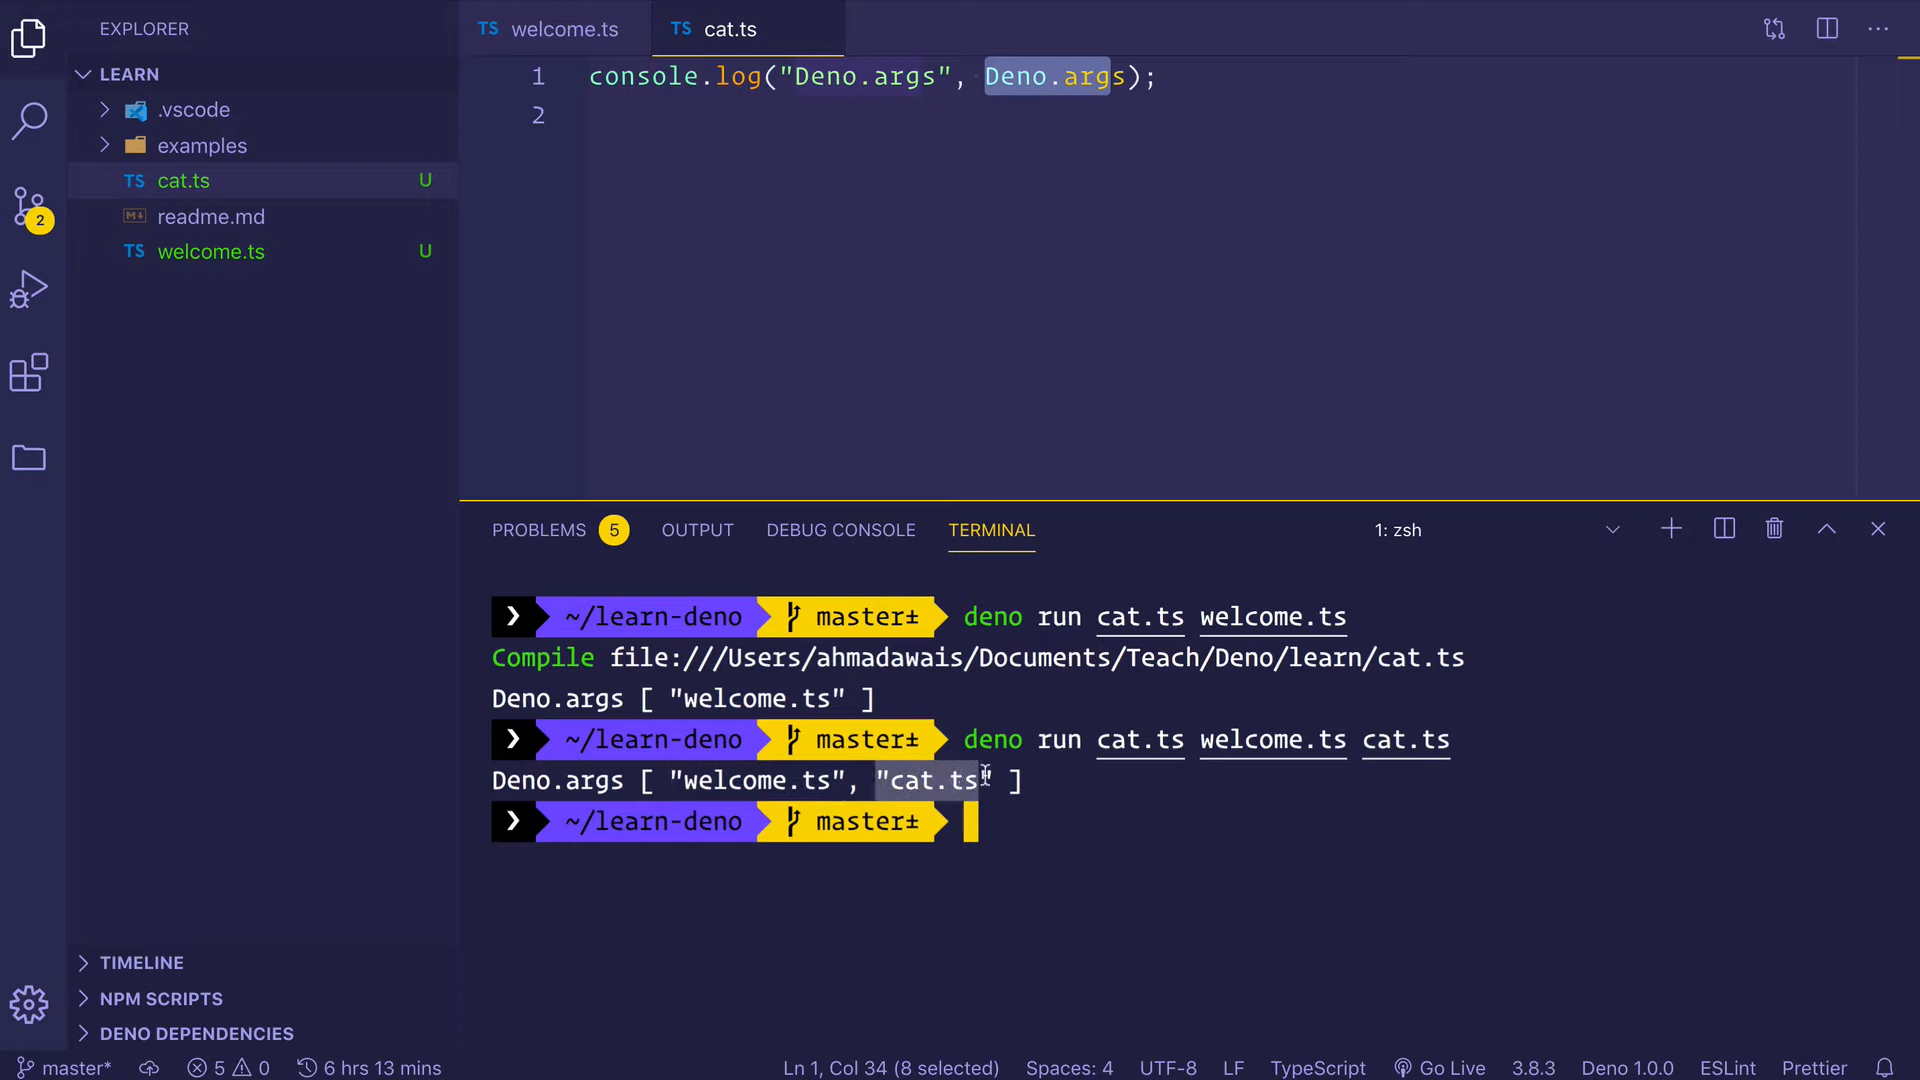 EXPLORER
LEARN
.vscode
examples
TS cat.ts U
readme.md
TS welcome.ts U
2
TIMELINE
NPM SCRIPTS
DENO DEPENDENCIES
TS welcome.ts
TS cat.ts
1 console.log("Deno.args", Deno.args);
2
PROBLEMS 5 OUTPUT DEBUG CONSOLE TERMINAL 1: zsh
❯ ~/learn-deno master± deno run cat.ts welcome.ts
Compile file:///Users/ahmadawais/Documents/Teach/Deno/learn/cat.ts
Deno.args [ "welcome.ts" ]
❯ ~/learn-deno master± deno run cat.ts welcome.ts cat.ts
Deno.args [ "welcome.ts", "cat.ts" ]
❯ ~/learn-deno master±
master* 5 0 6 hrs 13 mins Ln 1, Col 34 (8 selected) Spaces: 4 UTF-8 LF TypeScript Go Live 3.8.3 Deno 1.0.0 ESLint Prettier